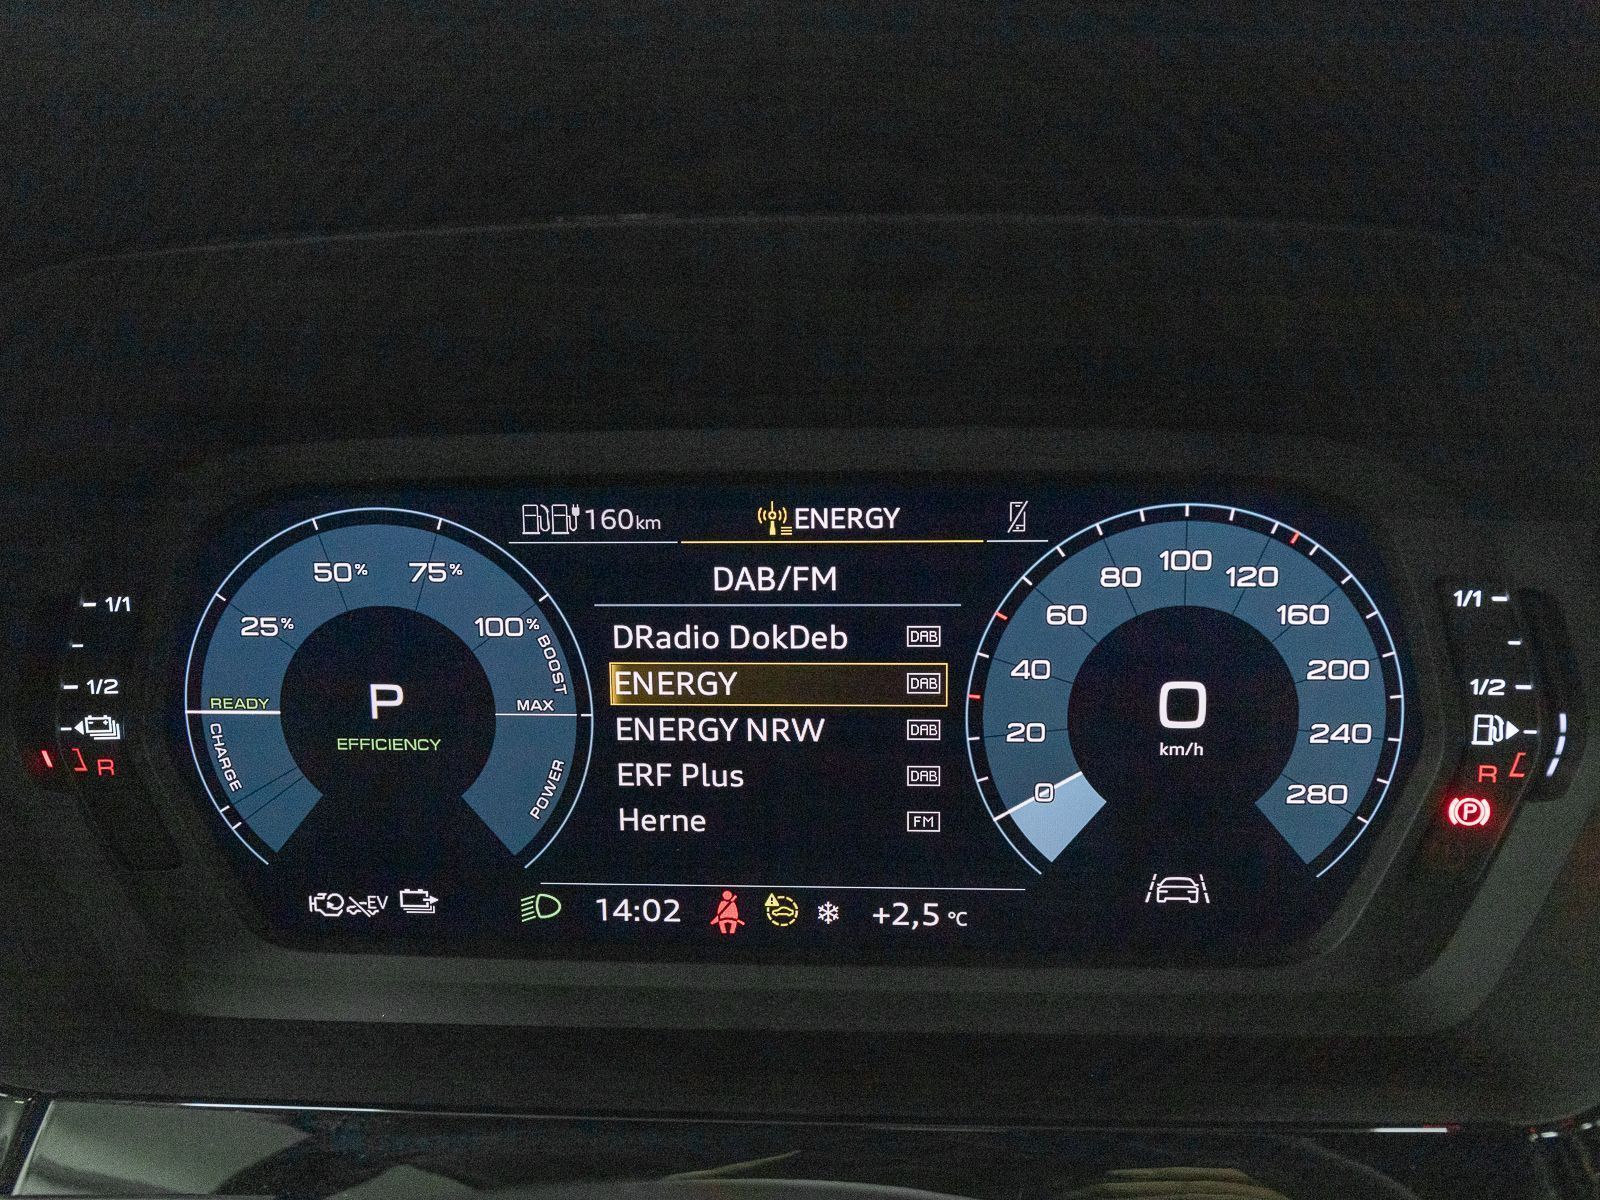 160 km
ENERGY
DAB/FM
DRadio DokDeb DAB
ENERGY DAB
ENERGY NRW DAB
ERF Plus DAB
Herne FM
14:02
+2,5 °C
1/1
1/2
R
25%
50%
75%
100%
BOOST
MAX
POWER
READY
CHARGE
P
EFFICIENCY
EV
0
20
40
60
80
100
120
160
200
240
280
0
km/h
1/1
1/2
R
P